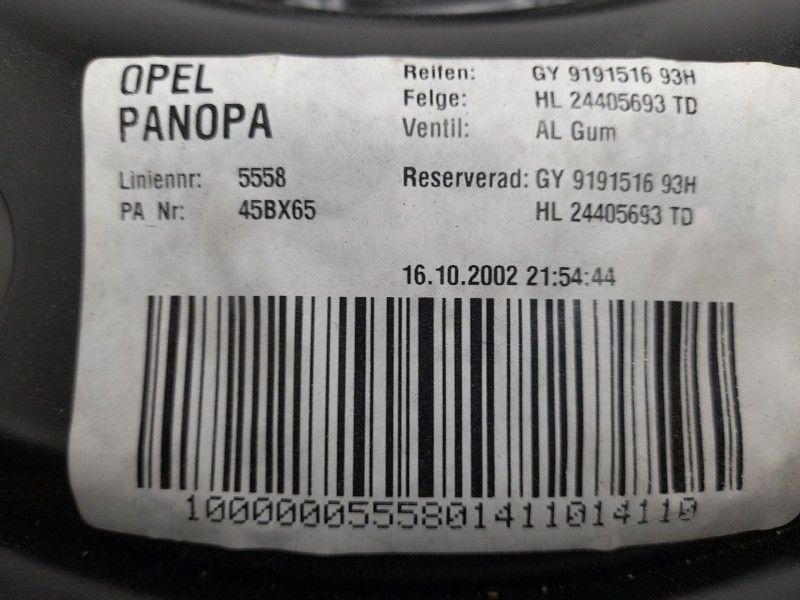 OPEL
PANOPA
Liniennr: 5558
PA_Nr: 45BX65
Reifen: GY 9191516 93H
Felge: HL 24405693 TD
Ventil: AL Gum
Reserverad: GY 9191516 93H
HL 24405693 TD
16.10.2002 21:54:44
1000000555801411014110